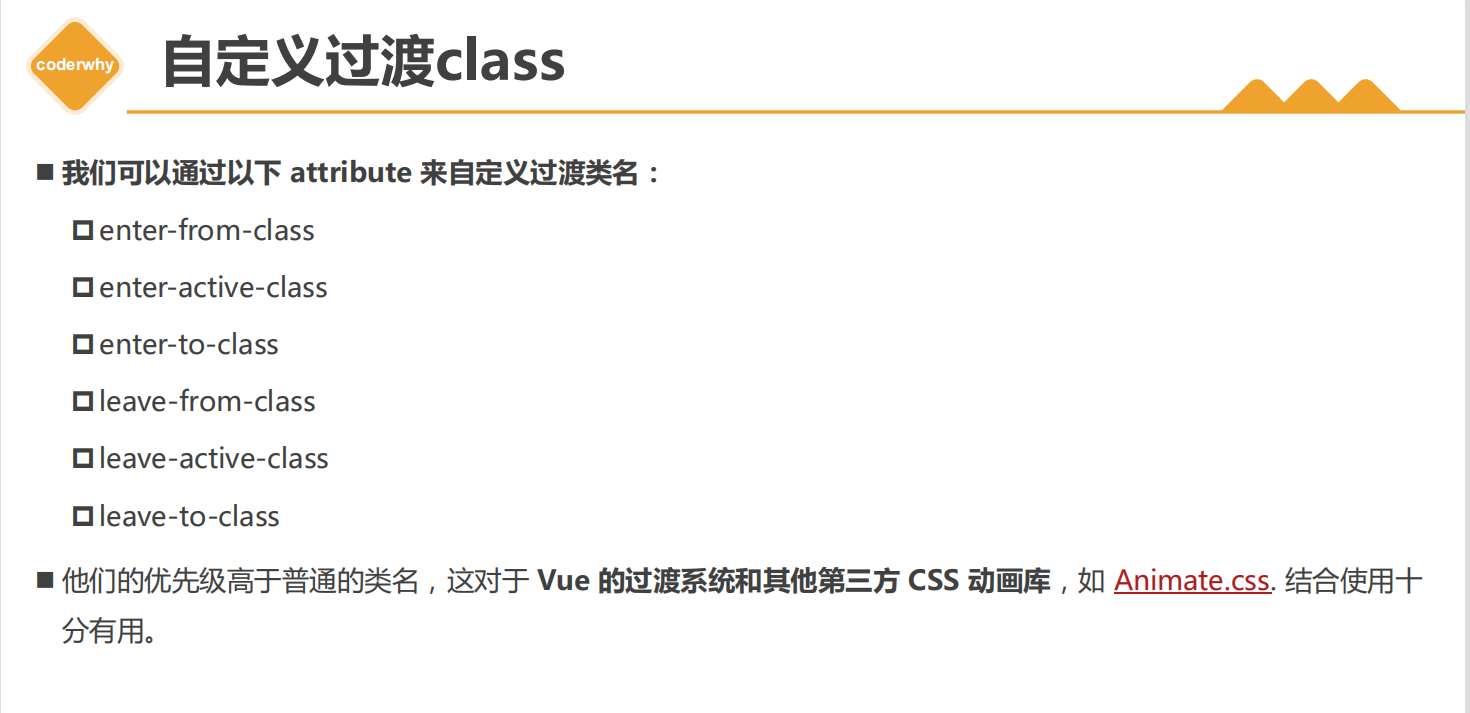 coderwhy
自定义过渡class
我们可以通过以下 attribute 来自定义过渡类名：
enter-from-class
enter-active-class
enter-to-class
leave-from-class
leave-active-class
leave-to-class
他们的优先级高于普通的类名，这对于 Vue 的过渡系统和其他第三方 CSS 动画库，如 Animate.css. 结合使用十
分有用。